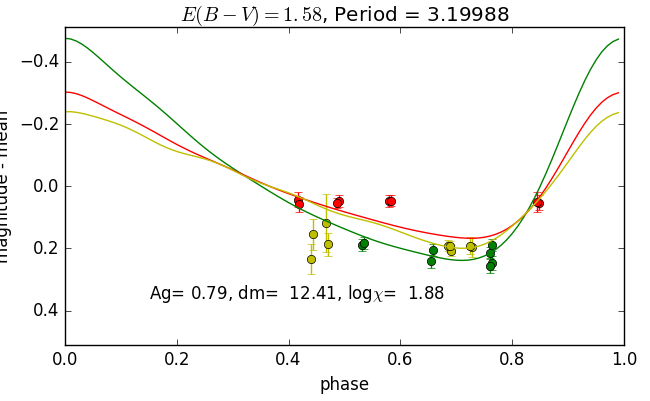 E(B − V) = 1.58, Period = 3.19988
−0.4
−0.2
0.0
0.2
0.4
magnitude - mean
Ag= 0.79, dm= 12.41, logχ= 1.88
0.0 0.2 0.4 0.6 0.8 1.0
phase